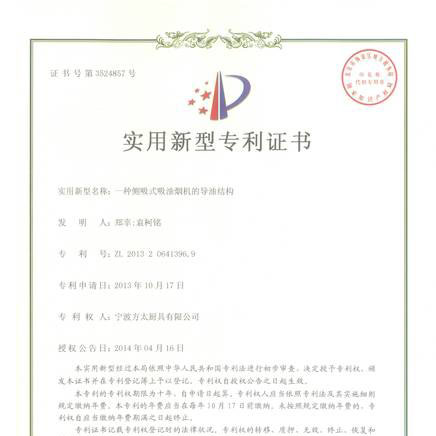 证书号第3524857号
实用新型专利证书
实用新型名称：一种侧吸式吸油烟机的导油结构
发明人：郑幸;袁柯铭
专利号：ZL 2013 2 0641396.9
专利申请日：2013年10月17日
专利权人：宁波方太厨具有限公司
授权公告日：2014年04月16日
本实用新型经过本局依照中华人民共和国专利法进行初步审查，决定授予专利权，颁
发本证书并在专利登记簿上予以登记。专利权自授权公告之日起生效。
本专利的专利权期限为十年，自申请日起算。专利权人应当依照专利法及其实施细则
规定缴纳年费。本专利的年费应当在每年10月17日前缴纳。未按照规定缴纳年费的，专
利权自应当缴纳年费期满之日起终止。
专利证书记载专利权登记时的法律状况。专利权的转移、质押、无效、终止、恢复和